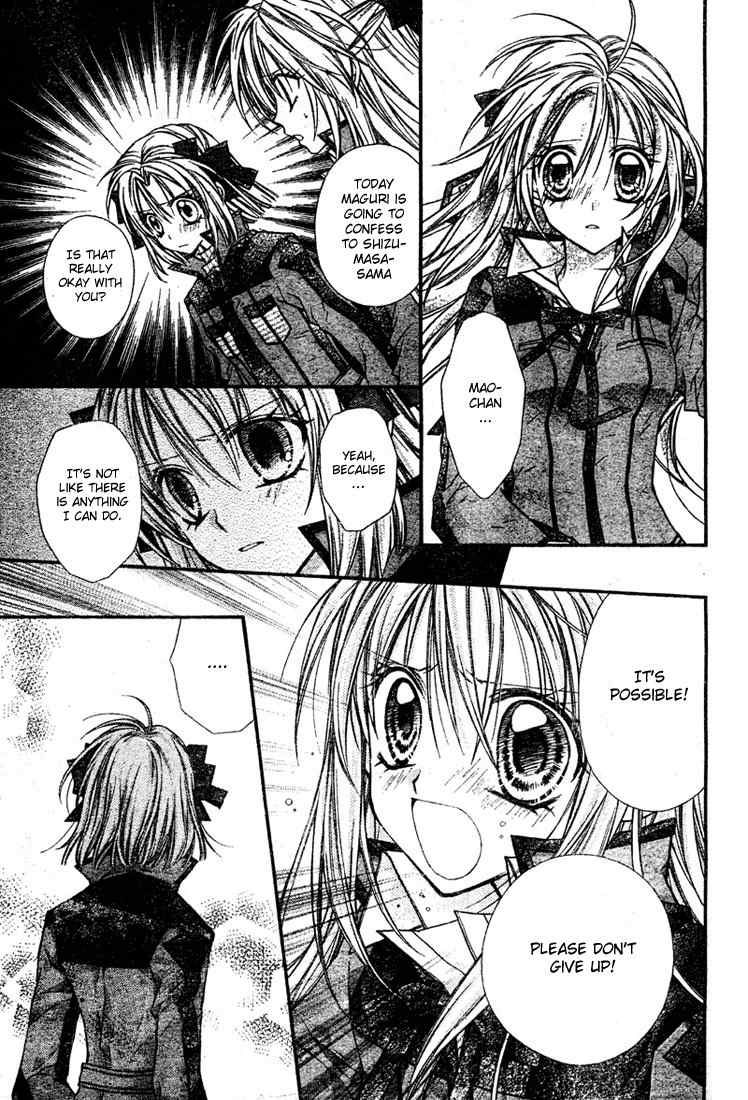 MAO-
CHAN
...
TODAY
MAGURI IS
GOING TO
CONFESS
TO SHIZU-
MASA-
SAMA
IS THAT
REALLY
OKAY WITH
YOU?
YEAH,
BECAUSE
...
IT'S NOT
LIKE THERE
IS ANYTHING
I CAN DO.
IT'S
POSSIBLE!
PLEASE DON'T
GIVE UP!
....